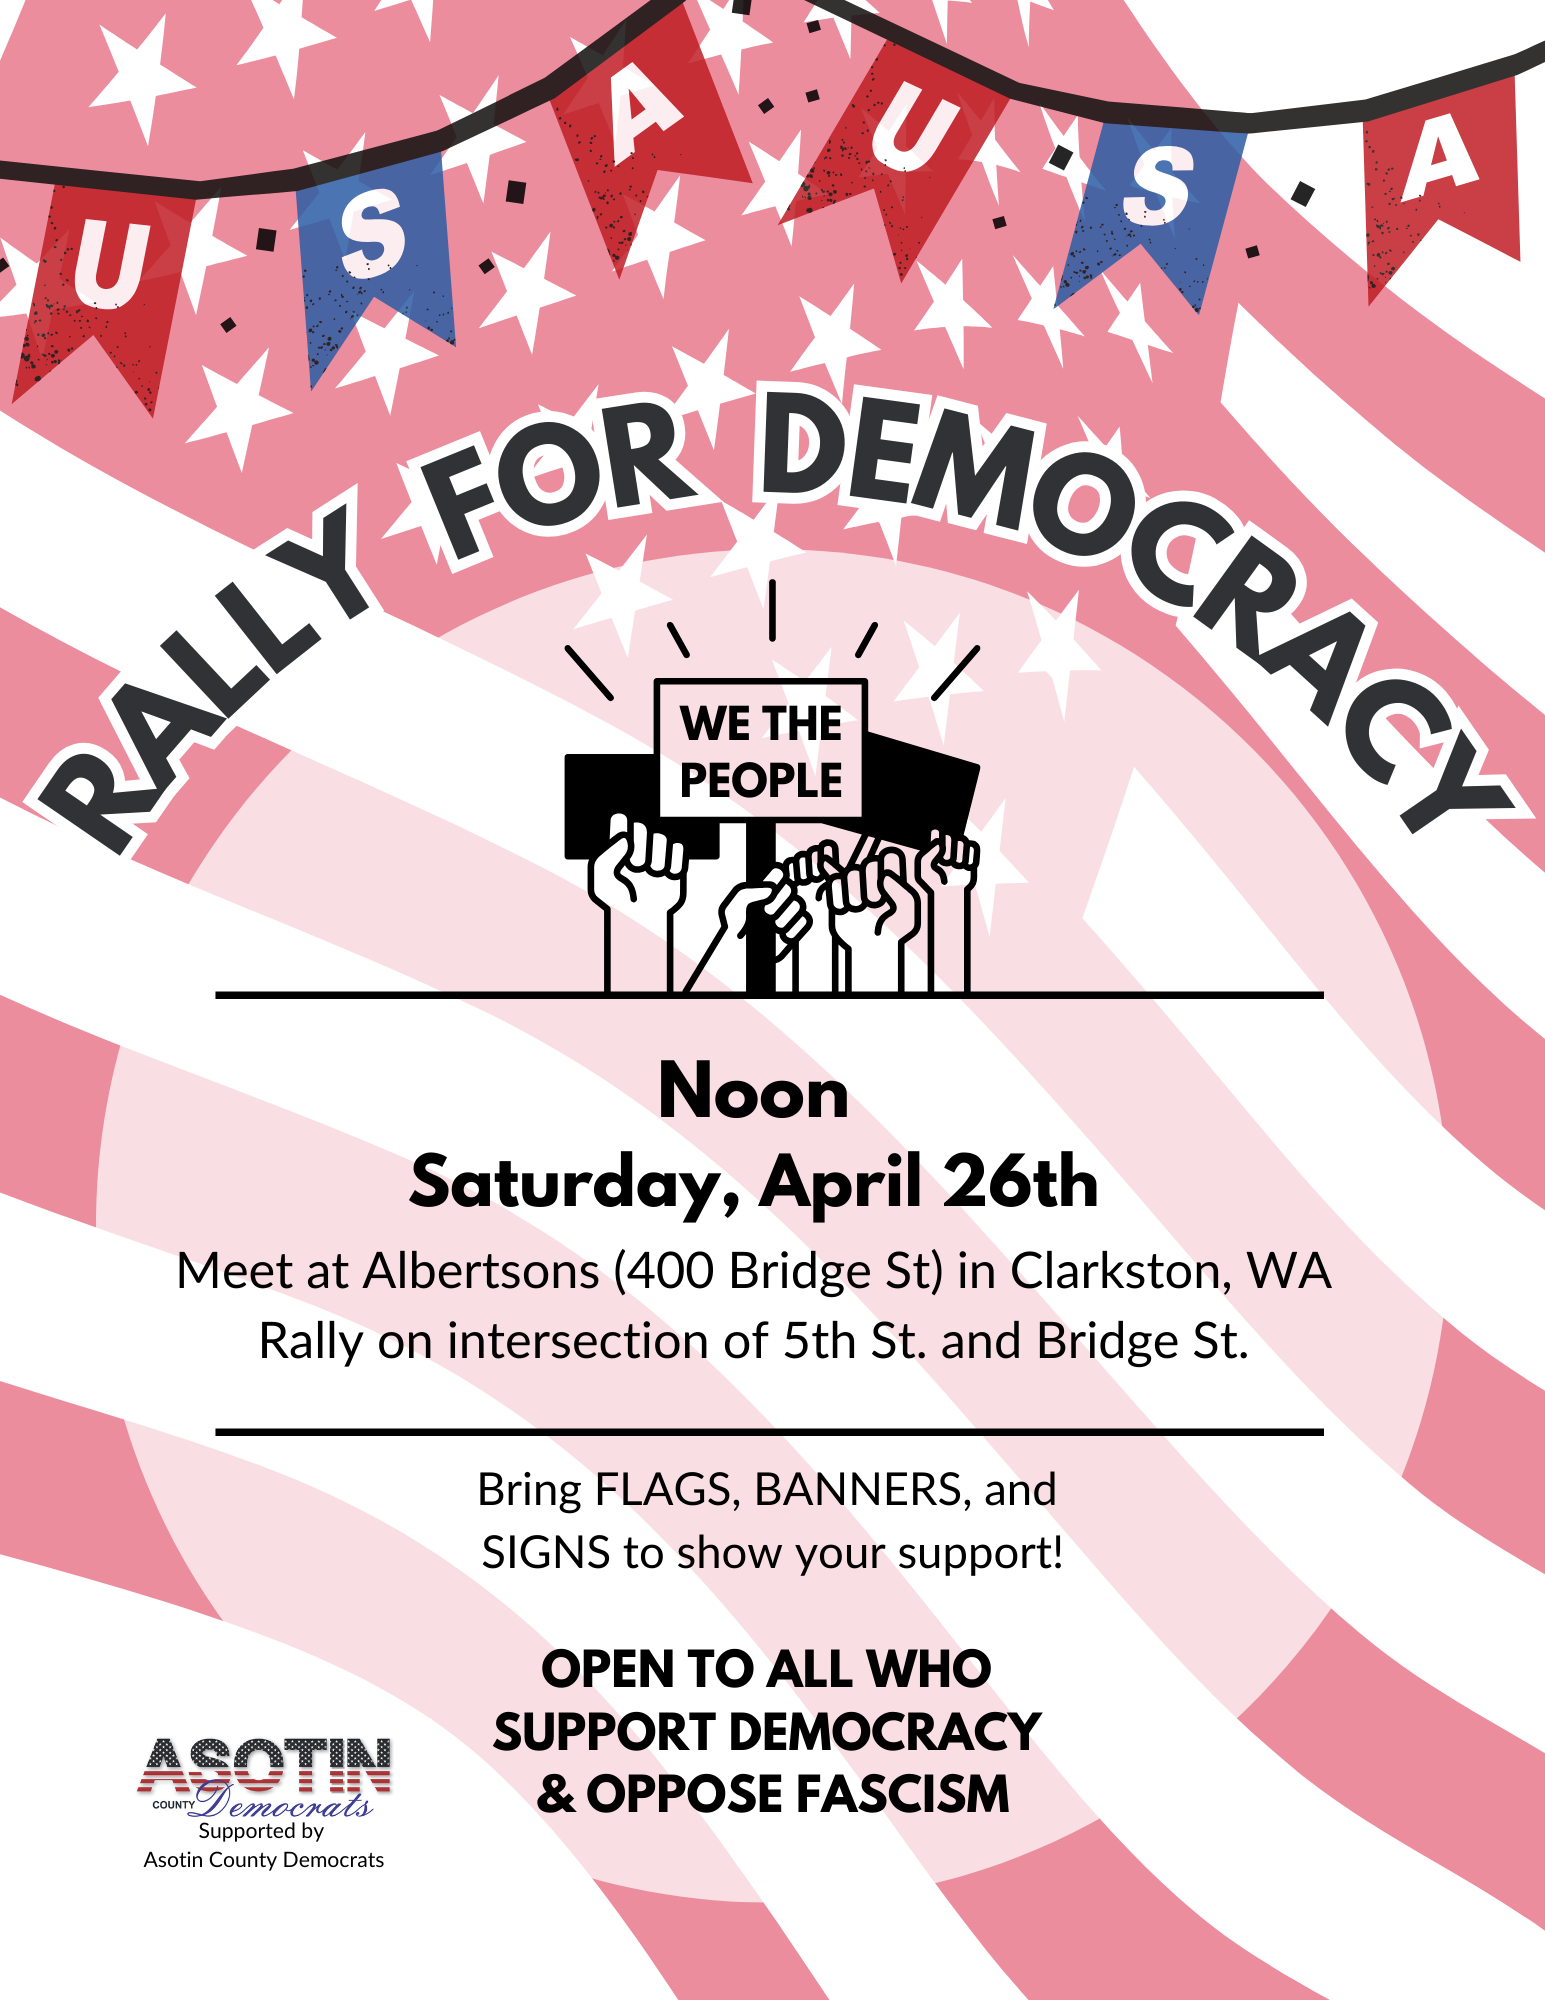 U S A U S A
RALLY FOR DEMOCRACY
WE THE
PEOPLE
Noon
Saturday, April 26th
Meet at Albertsons (400 Bridge St) in Clarkston, WA
Rally on intersection of 5th St. and Bridge St.
Bring FLAGS, BANNERS, and
SIGNS to show your support!
OPEN TO ALL WHO
SUPPORT DEMOCRACY
& OPPOSE FASCISM
ASOTIN
COUNTY Democrats
Supported by
Asotin County Democrats